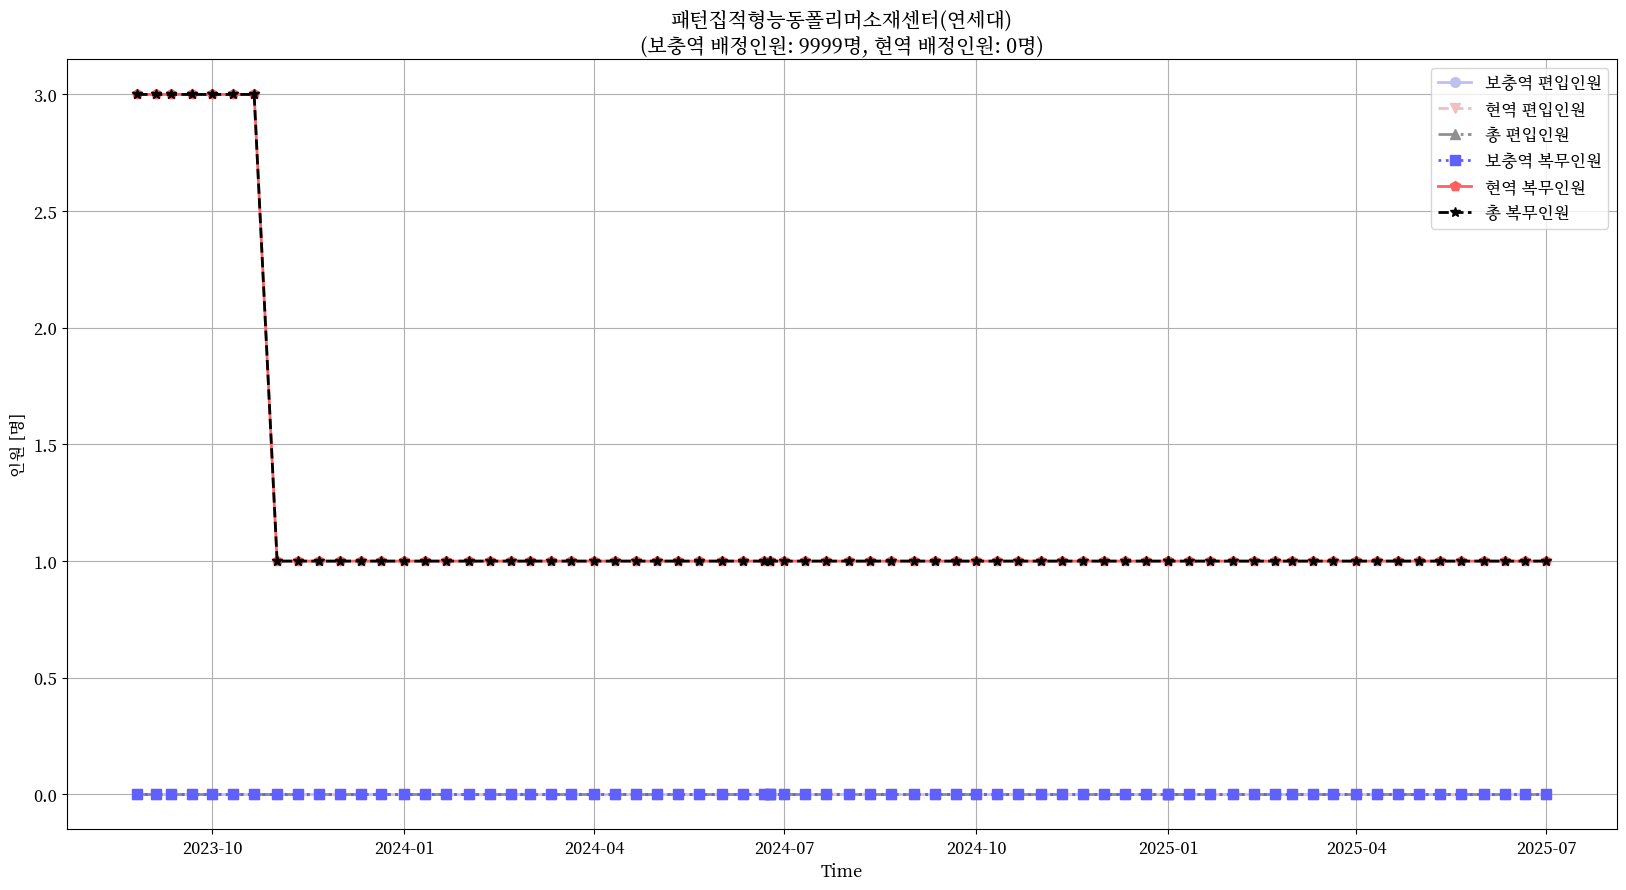 패턴집적형능동폴리머소재센터(연세대)
(보충역 배정인원: 9999명, 현역 배정인원: 0명)
보충역 편입인원
현역 편입인원
총 편입인원
보충역 복무인원
현역 복무인원
총 복무인원
인원 [명]
3.0
2.5
2.0
1.5
1.0
0.5
0.0
2023-10
2024-01
2024-04
2024-07
2024-10
2025-01
2025-04
2025-07
Time